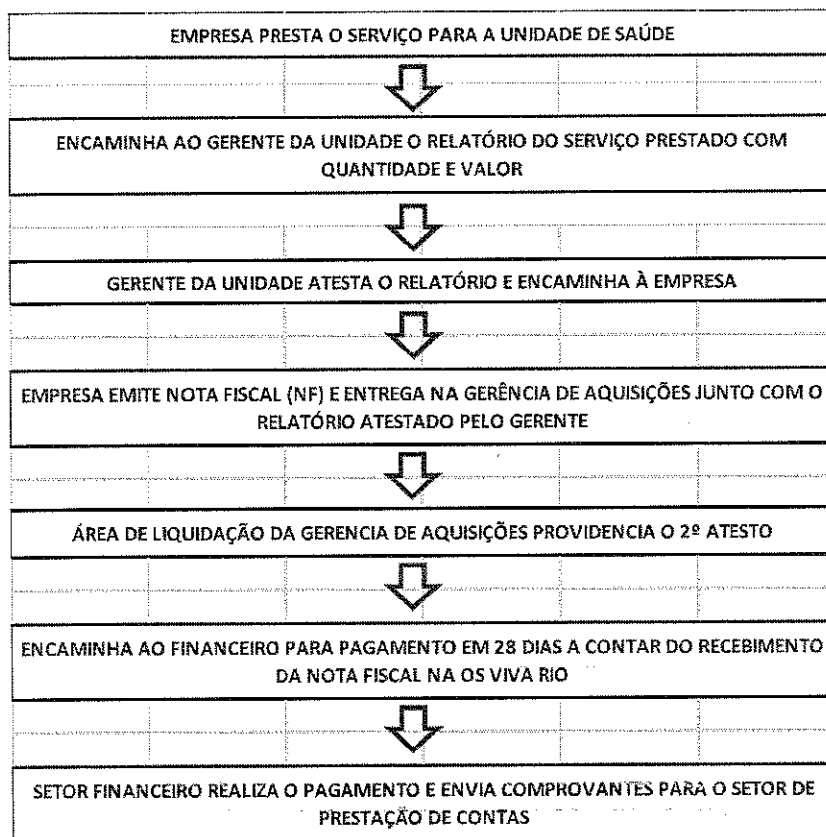 EMPRESA PRESTA O SERVIÇO PARA A UNIDADE DE SAÚDE
ENCAMINHA AO GERENTE DA UNIDADE O RELATÓRIO DO SERVIÇO PRESTADO COM
QUANTIDADE E VALOR
GERENTE DA UNIDADE ATESTA O RELATÓRIO E ENCAMINHA À EMPRESA
EMPRESA EMITE NOTA FISCAL (NF) E ENTREGA NA GERÊNCIA DE AQUISIÇÕES JUNTO COM O
RELATÓRIO ATESTADO PELO GERENTE
ÁREA DE LIQUIDAÇÃO DA GERENCIA DE AQUISIÇÕES PROVIDENCIA O 2º ATESTO
ENCAMINHA AO FINANCEIRO PARA PAGAMENTO EM 28 DIAS A CONTAR DO RECEBIMENTO
DA NOTA FISCAL NA OS VIVA RIO
SETOR FINANCEIRO REALIZA O PAGAMENTO E ENVIA COMPROVANTES PARA O SETOR DE
PRESTAÇÃO DE CONTAS